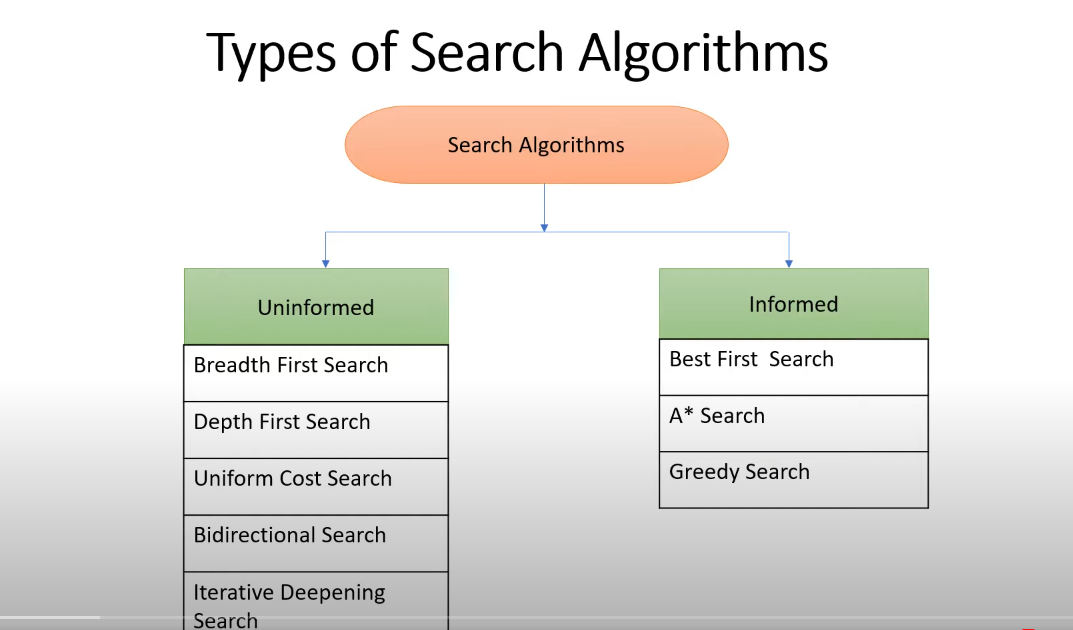 Types of Search Algorithms
Search Algorithms
Uninformed
Breadth First Search
Depth First Search
Uniform Cost Search
Bidirectional Search
Iterative Deepening
Search
Informed
Best First  Search
A* Search
Greedy Search